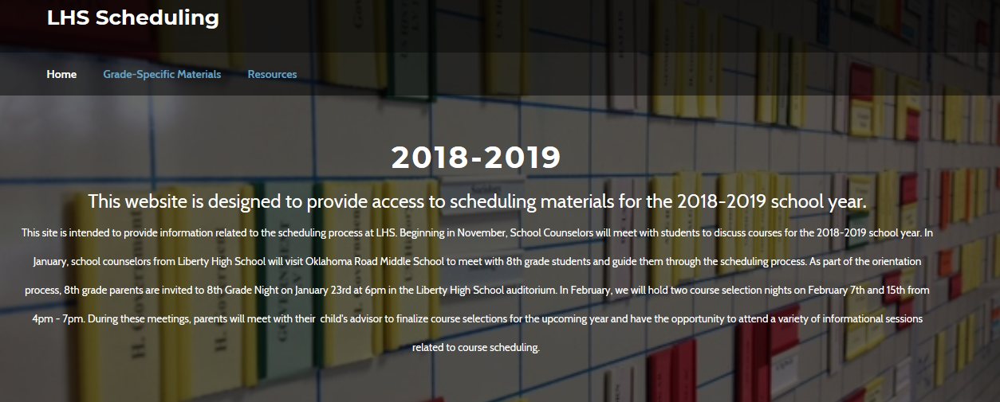 LHS Scheduling
Home Grade-Specific Materials Resources
2018-2019
This website is designed to provide access to scheduling materials for the 2018-2019 school year.
This site is intended to provide information related to the scheduling process at LHS. Beginning in November, School Counselors will meet with students to discuss courses for the 2018-2019 school year. In
January, school counselors from Liberty High School will visit Oklahoma Road Middle School to meet with 8th grade students and guide them through the scheduling process. As part of the orientation
process, 8th grade parents are invited to 8th Grade Night on January 23rd at 6pm in the Liberty High School auditorium. In February, we will hold two course selection nights on February 7th and 15th from
4pm - 7pm. During these meetings, parents will meet with their child's advisor to finalize course selections for the upcoming year and have the opportunity to attend a variety of informational sessions
related to course scheduling.